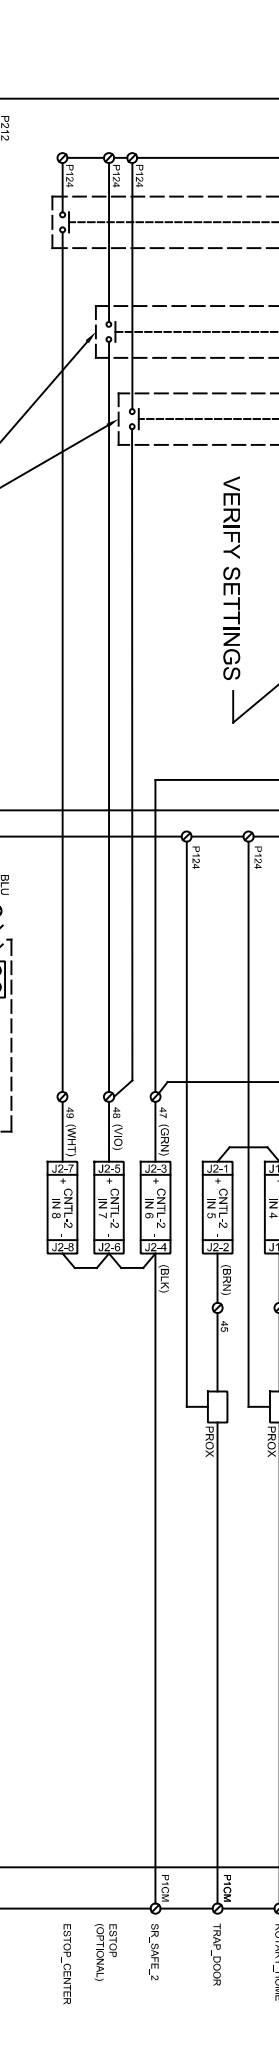 P212
P124
P124
P124
VERIFY SETTINGS
P124
P124
BLU
49 (WHT)
48 (VIO)
47 (GRN)
J2-7
+ CNTL-2 -
IN 8
J2-8
J2-5
+ CNTL-2 -
IN 7
J2-6
J2-3
+ CNTL-2 -
IN 6
J2-4
J2-1
+ CNTL-2 -
IN 5
J2-2
IN 4
(BLK)
(BRN)
45
PROX
PROX
P1CM
P1CM
ESTOP_CENTER
ESTOP
(OPTIONAL)
SR_SAFE_2
TRAP_DOOR